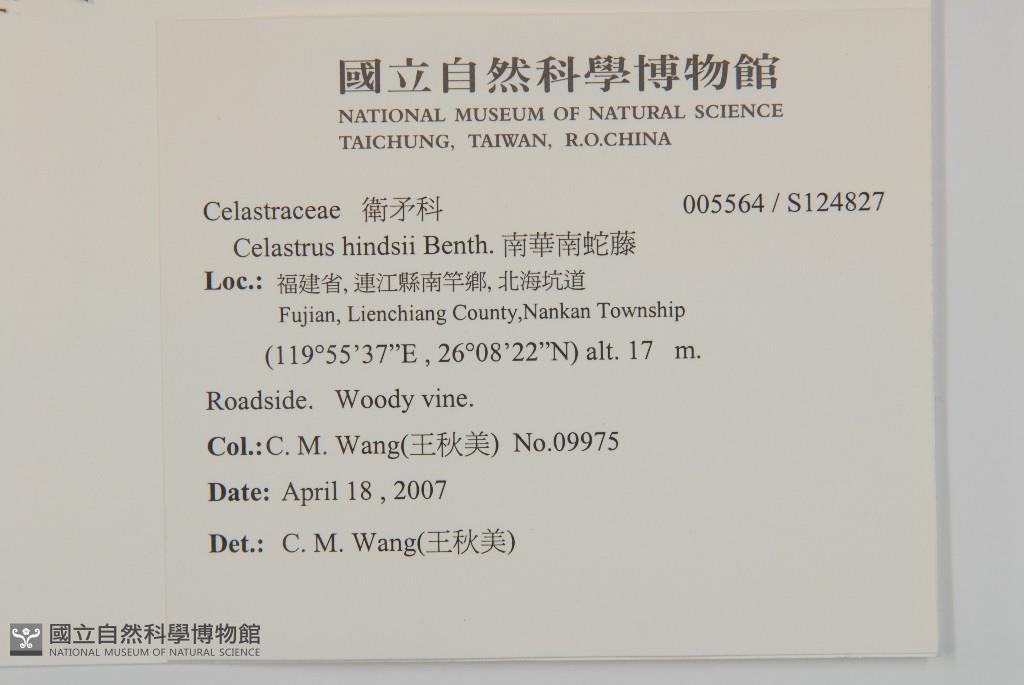 國立自然科學博物館
NATIONAL MUSEUM OF NATURAL SCIENCE
TAICHUNG, TAIWAN, R.O.CHINA
Celastraceae 衛矛科 005564 / S124827
Celastrus hindsii Benth. 南華南蛇藤
Loc.: 福建省, 連江縣南竿鄉, 北海坑道
Fujian, Lienchiang County,Nankan Township
(119°55’37”E , 26°08’22”N) alt. 17 m.
Roadside. Woody vine.
Col.:C. M. Wang(王秋美) No.09975
Date: April 18 , 2007
Det.: C. M. Wang(王秋美)
國立自然科學博物館
NATIONAL MUSEUM OF NATURAL SCIENCE